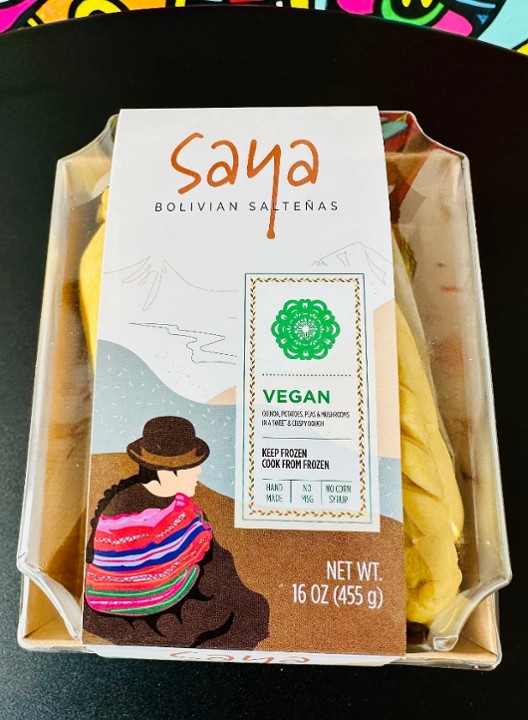 saya
BOLIVIAN SALTEÑAS
VEGAN
QUINOA, POTATOES, PEAS & MUSHROOMS
IN A SWEET & CRISPY DOUGH
KEEP FROZEN
COOK FROM FROZEN
HAND MADE
NO MSG
NO CORN SYRUP
NET WT.
16 OZ (455 g)
saya